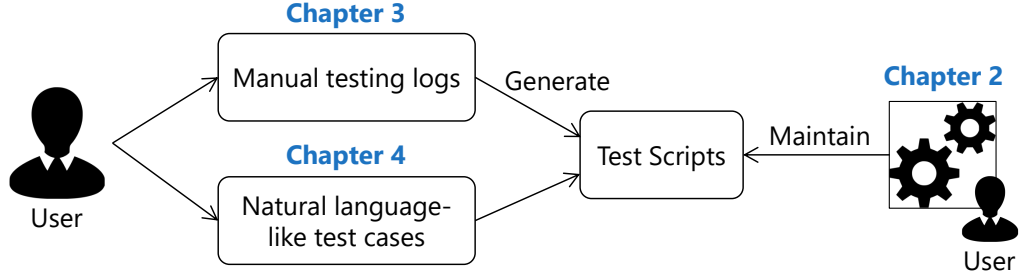 Chapter 3
Manual testing logs
Generate
Chapter 2
Chapter 4
Test Scripts
Maintain
User
Natural language-
like test cases
User